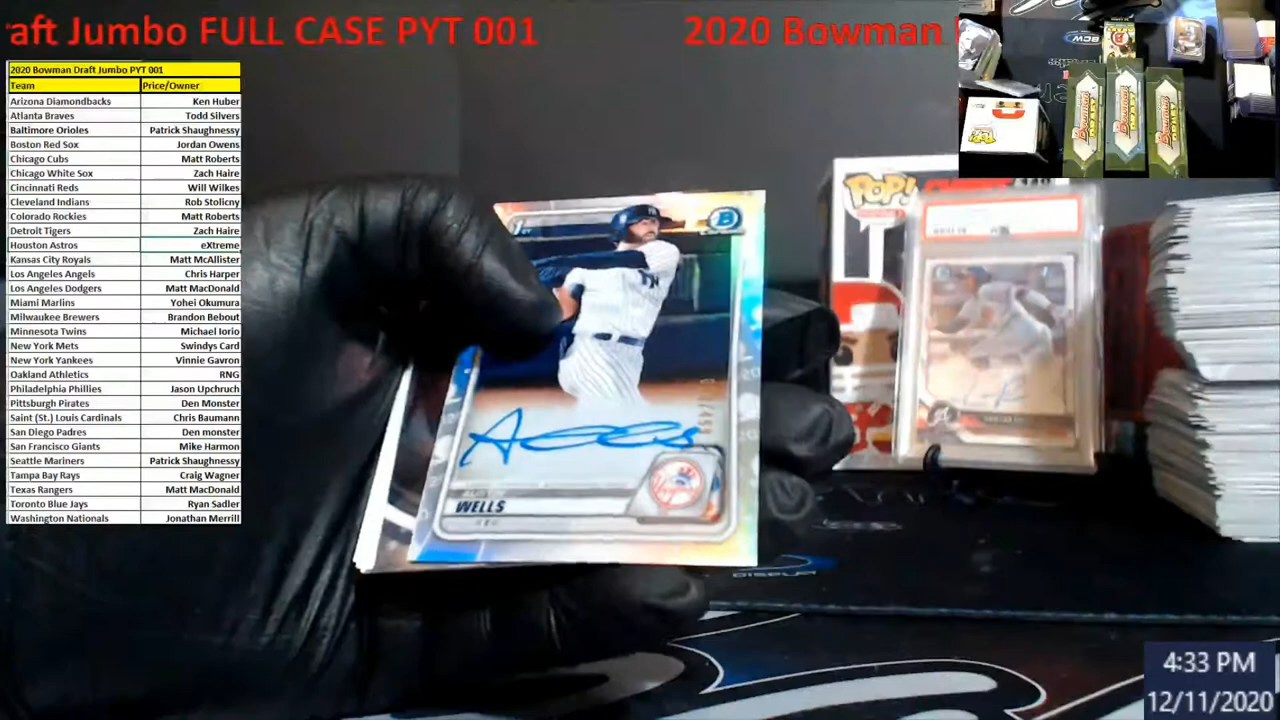 aft Jumbo FULL CASE PYT 001
2020 Bowman
2020 Bowman Draft Jumbo PYT 001
Team Price/Owner
Arizona Diamondbacks Ken Huber
Atlanta Braves Todd Silvers
Baltimore Orioles Patrick Shaughnessy
Boston Red Sox Jordan Owens
Chicago Cubs Matt Roberts
Chicago White Sox Zach Haire
Cincinnati Reds Will Wilkes
Cleveland Indians Rob Stolicny
Colorado Rockies Matt Roberts
Detroit Tigers Zach Haire
Houston Astros eXtreme
Kansas City Royals Matt McAllister
Los Angeles Angels Chris Harper
Los Angeles Dodgers Matt MacDonald
Miami Marlins Yohei Okumura
Milwaukee Brewers Brandon Bebout
Minnesota Twins Michael Iorio
New York Mets Swindys Card
New York Yankees Vinnie Gavron
Oakland Athletics RNG
Philadelphia Phillies Jason Upchruch
Pittsburgh Pirates Den Monster
Saint (St.) Louis Cardinals Chris Baumann
San Diego Padres Den monster
San Francisco Giants Mike Harmon
Seattle Mariners Patrick Shaughnessy
Tampa Bay Rays Craig Wagner
Texas Rangers Matt MacDonald
Toronto Blue Jays Ryan Sadler
Washington Nationals Jonathan Merrill
BCW
Bowman
Bowman
Bowman
POP!
B
WELLS
DISPLAY
4:33 PM
12/11/2020